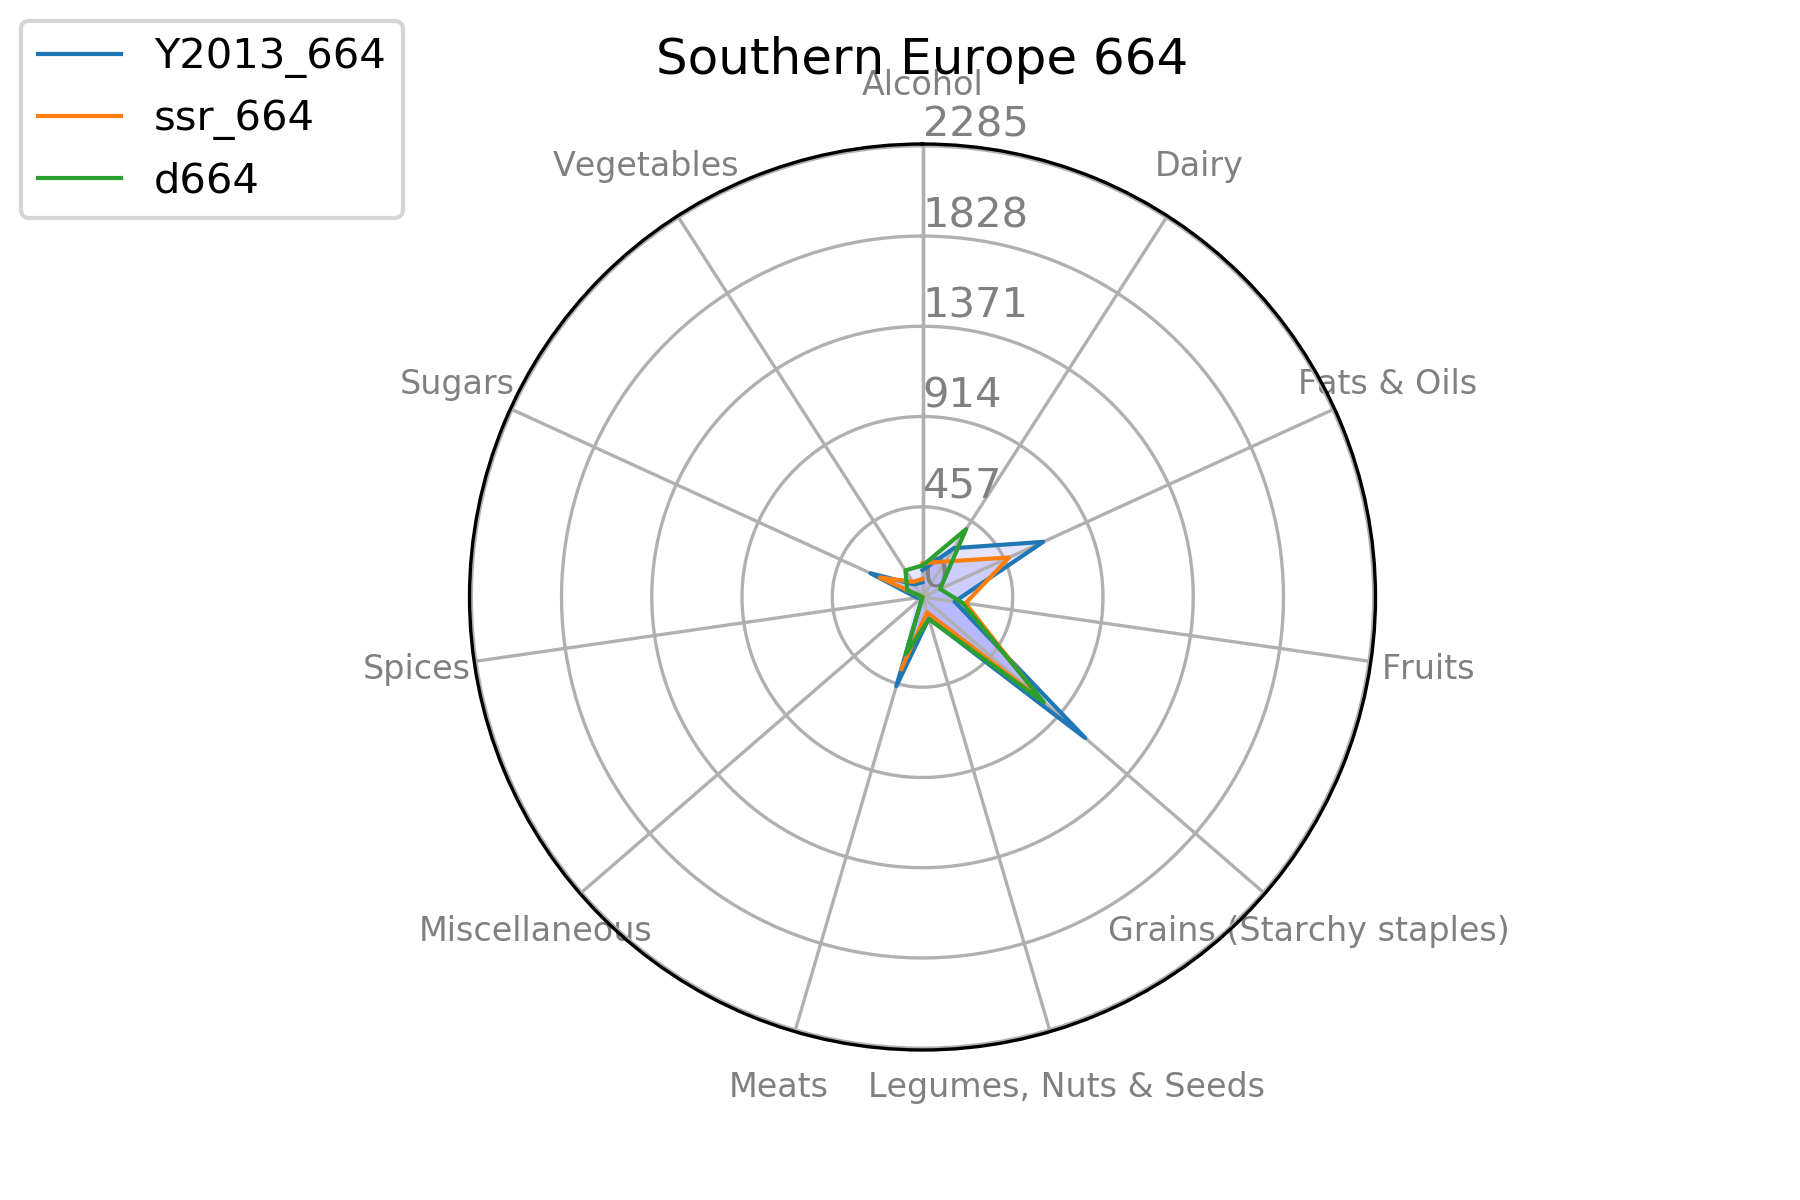 Southern Europe 664
Y2013_664
ssr_664
d664
Alcohol
2285
Vegetables
Dairy
1828
1371
Sugars
Fats & Oils
914
457
0
Spices
Fruits
Miscellaneous
Grains (Starchy staples)
Meats
Legumes, Nuts & Seeds